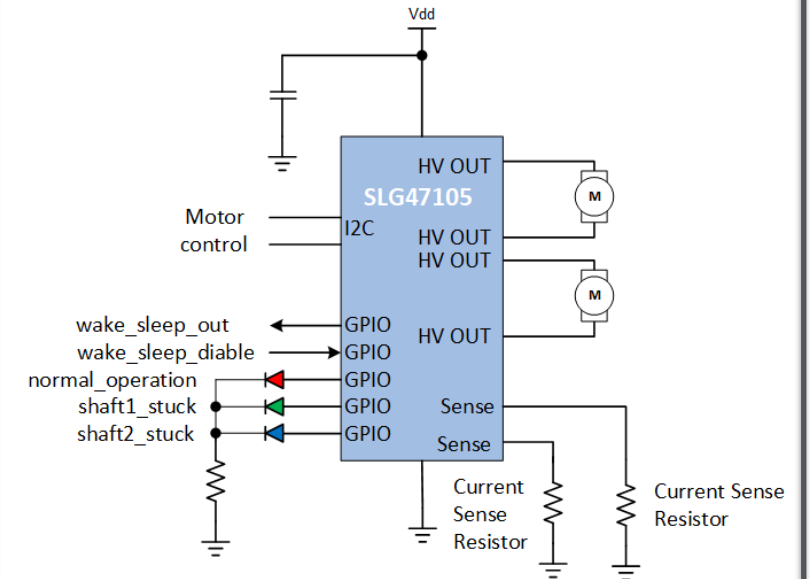 Vdd
HV OUT
SLG47105
M
Motor
control
I2C
HV OUT
HV OUT
M
wake_sleep_out
GPIO
wake_sleep_diable
GPIO
HV OUT
normal_operation
GPIO
shaft1_stuck
GPIO
Sense
shaft2_stuck
GPIO
Sense
Current
Sense
Resistor
Current Sense
Resistor